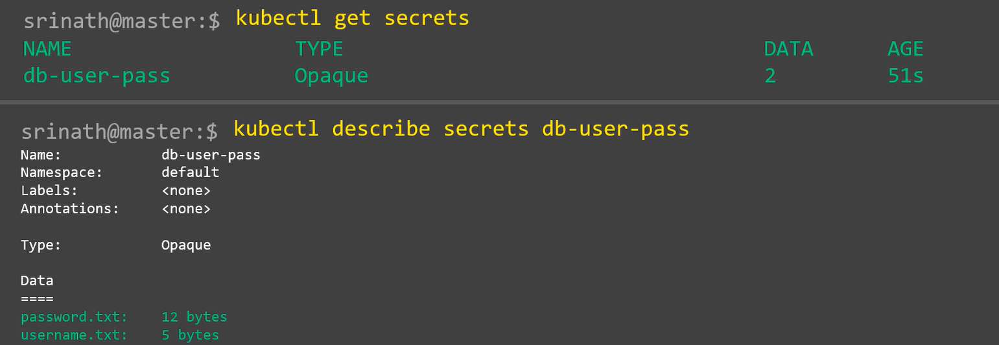 srinath@master:$ kubectl get secrets
NAME TYPE DATA AGE
db-user-pass Opaque 2 51s
srinath@master:$ kubectl describe secrets db-user-pass
Name: db-user-pass
Namespace: default
Labels: <none>
Annotations: <none>
Type: Opaque
Data
====
password.txt: 12 bytes
username.txt: 5 bytes